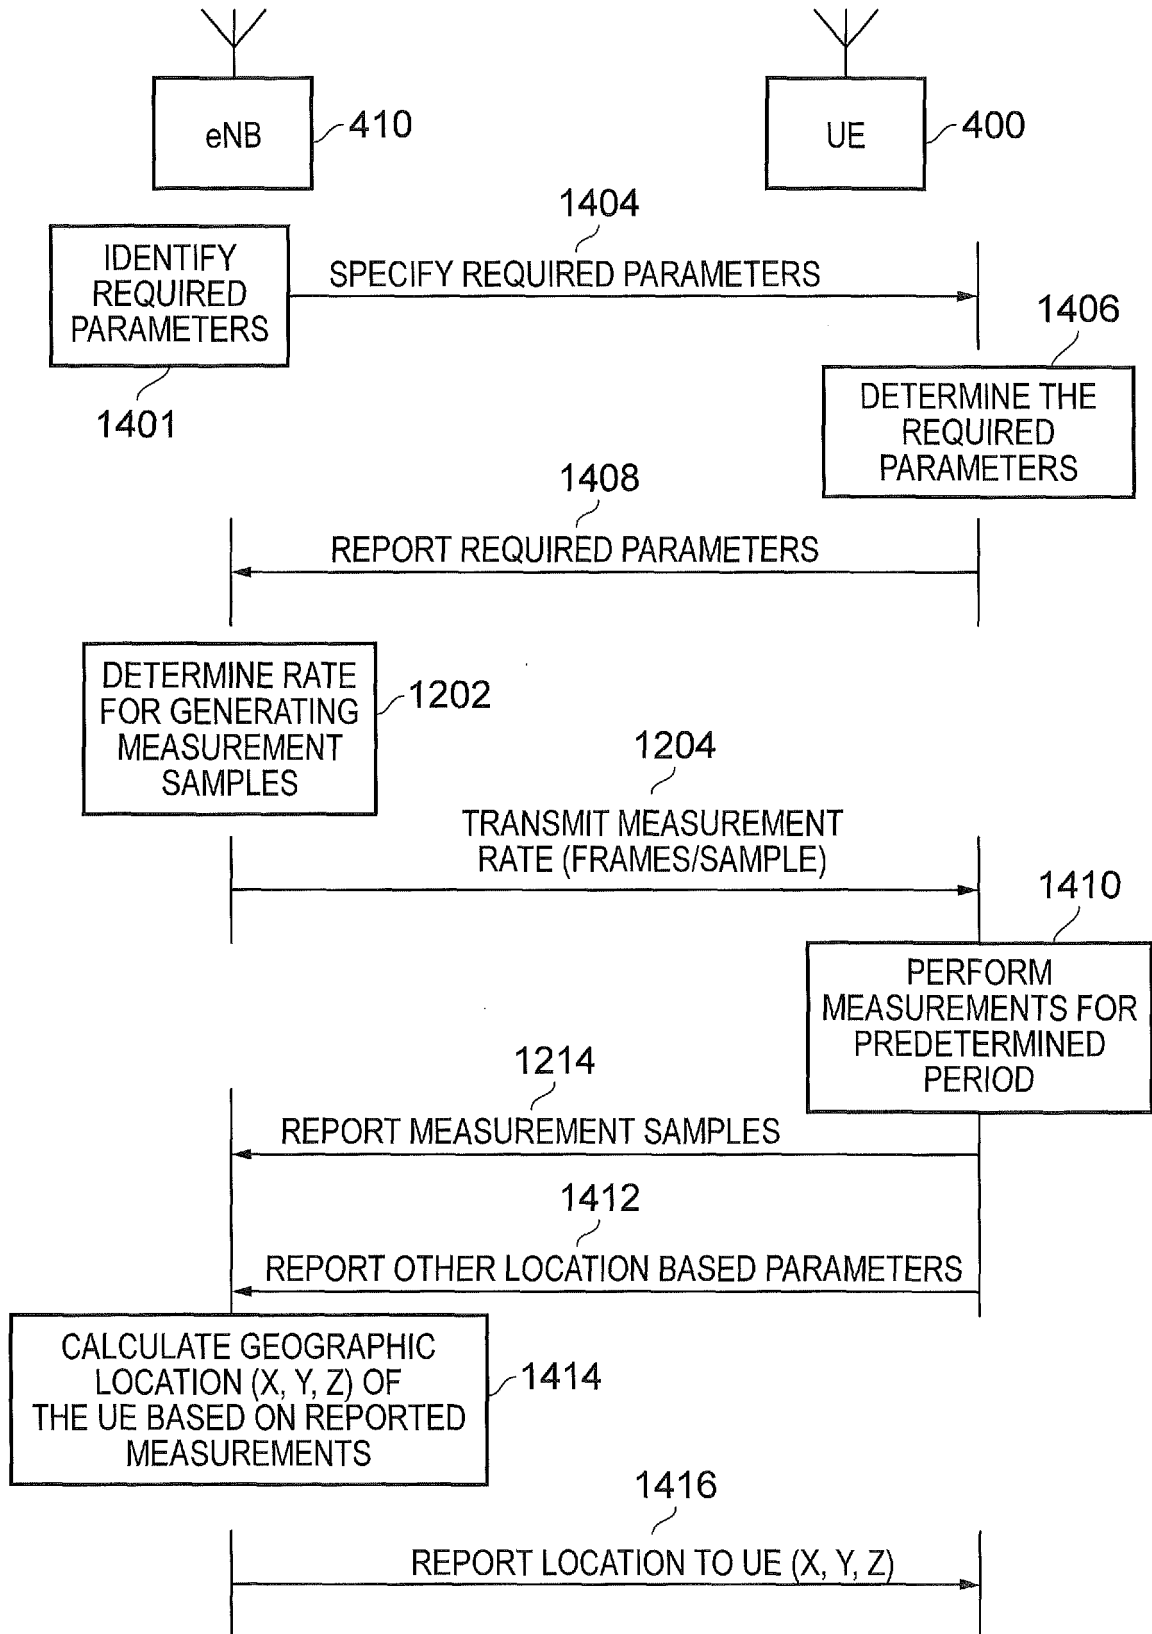 eNB
410
UE
400
1404
IDENTIFY
REQUIRED
PARAMETERS
SPECIFY REQUIRED PARAMETERS
1401
1406
DETERMINE THE
REQUIRED
PARAMETERS
1408
REPORT REQUIRED PARAMETERS
DETERMINE RATE
FOR GENERATING
MEASUREMENT
SAMPLES
1202
1204
TRANSMIT MEASUREMENT
RATE (FRAMES/SAMPLE)
1410
PERFORM
MEASUREMENTS FOR
PREDETERMINED
PERIOD
1214
REPORT MEASUREMENT SAMPLES
1412
REPORT OTHER LOCATION BASED PARAMETERS
CALCULATE GEOGRAPHIC
LOCATION (X, Y, Z) OF
THE UE BASED ON REPORTED
MEASUREMENTS
1414
1416
REPORT LOCATION TO UE (X, Y, Z)